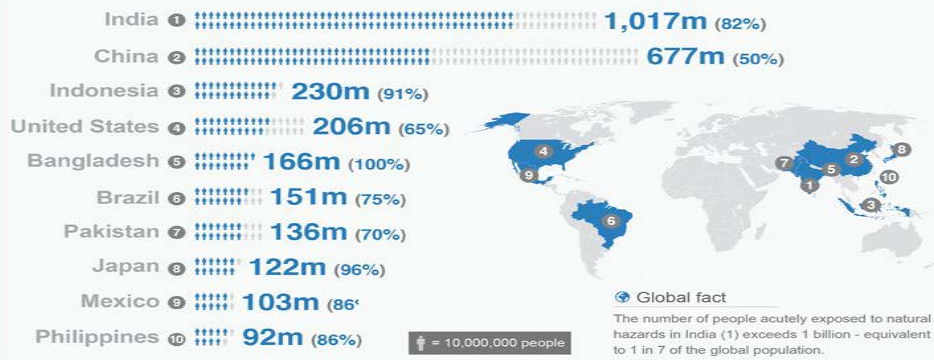 India 1 1,017m (82%)
China 2 677m (50%)
Indonesia 3 230m (91%)
United States 4 206m (65%)
Bangladesh 5 166m (100%)
Brazil 6 151m (75%)
Pakistan 7 136m (70%)
Japan 8 122m (96%)
Mexico 9 103m (86
Philippines 10 92m (86%)
= 10,000,000 people
4
9
6
7
5
2
8
1
10
3
Global fact
The number of people acutely exposed to natural
hazards in India (1) exceeds 1 billion - equivalent
to 1 in 7 of the global population.